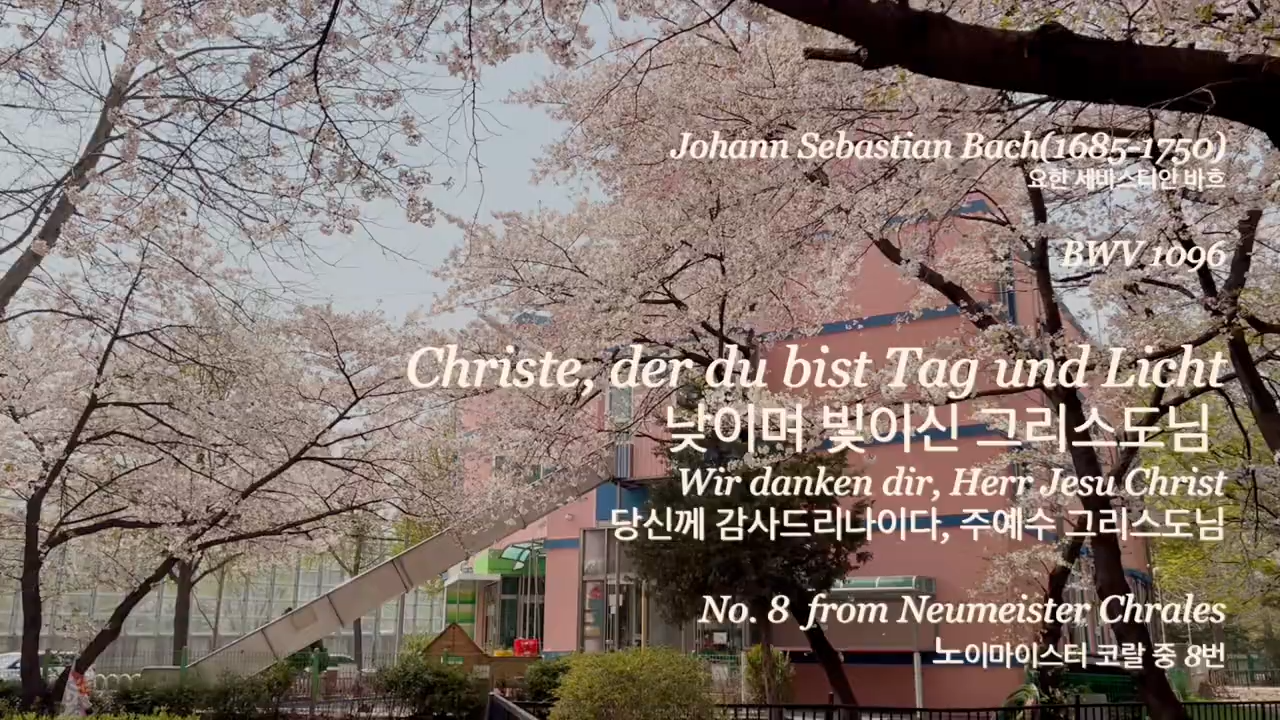 Johann Sebastian Bach(1685-1750)
요한 세바스티안 바흐
BWV 1096
Christe, der du bist Tag und Licht
낮이며 빛이신 그리스도님
Wir danken dir, Herr Jesu Christ
당신께 감사드리나이다, 주예수 그리스도님
No. 8 from Neumeister Chrales
노이마이스터 코랄 중 8번